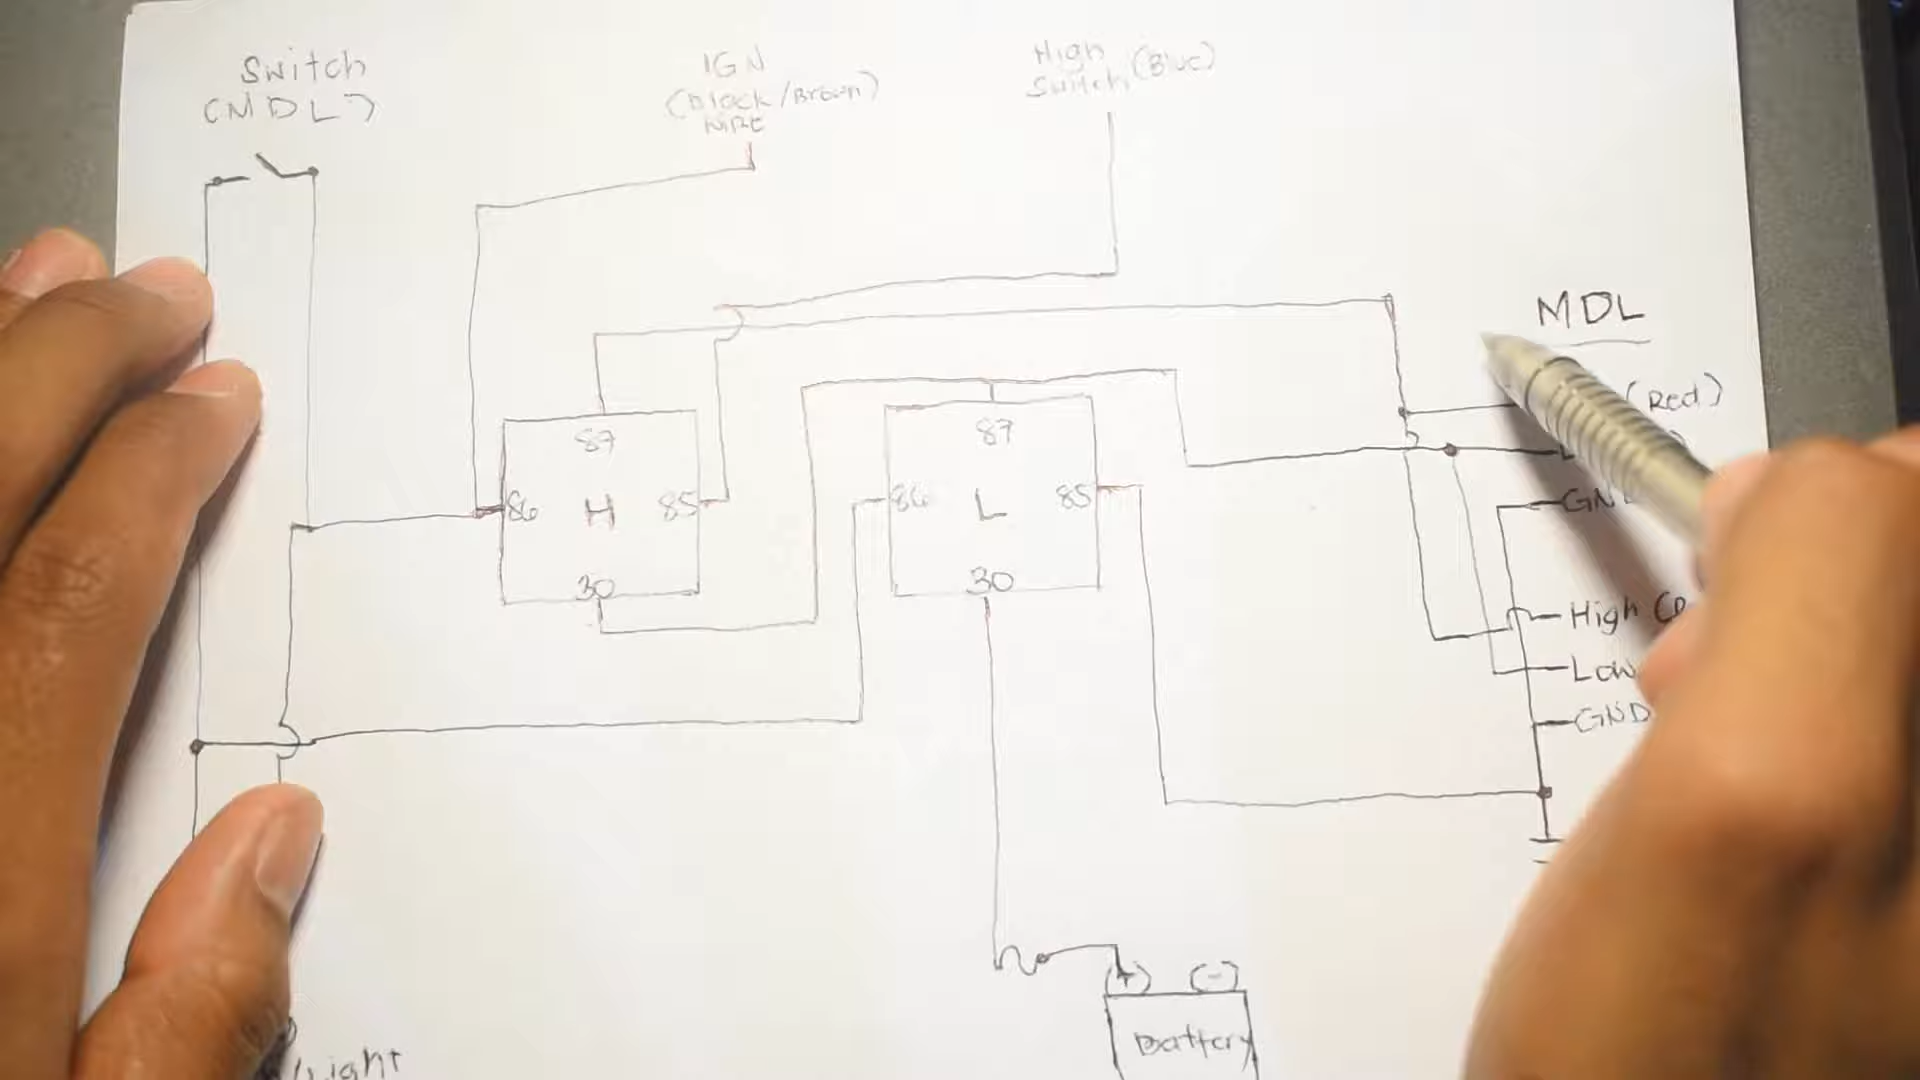 Switch
(MDL)
IGN
(Black/Brown)
WIRE
High
Switch (Blue)
MDL
(Red)
GND
High
Low
GND
87
86
H
85
30
87
86
L
85
30
(+) (-)
Battery
Light